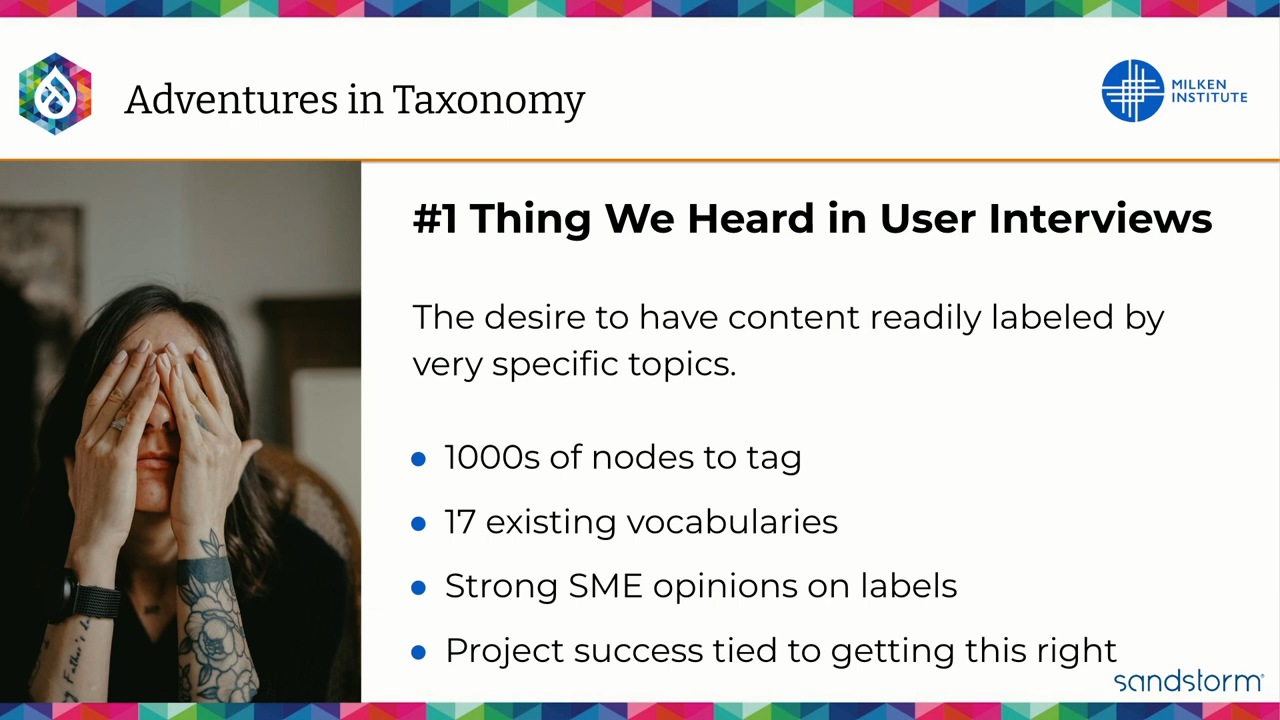 Adventures in Taxonomy
MILKEN
INSTITUTE
#1 Thing We Heard in User Interviews
The desire to have content readily labeled by
very specific topics.
• 1000s of nodes to tag
• 17 existing vocabularies
• Strong SME opinions on labels
• Project success tied to getting this right
sandstorm®